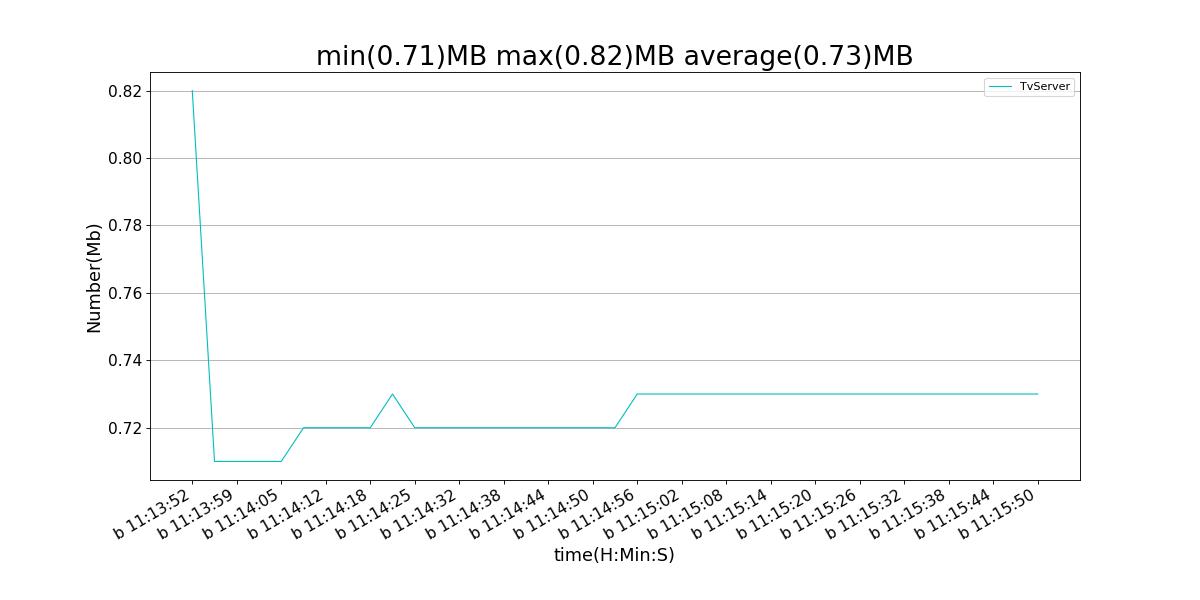 min(0.71)MB max(0.82)MB average(0.73)MB
TvServer
0.82
0.80
0.78
0.76
0.74
0.72
Number(Mb)
b 11:13:52
b 11:13:59
b 11:14:05
b 11:14:12
b 11:14:18
b 11:14:25
b 11:14:32
b 11:14:38
b 11:14:44
b 11:14:50
b 11:14:56
b 11:15:02
b 11:15:08
b 11:15:14
b 11:15:20
b 11:15:26
b 11:15:32
b 11:15:38
b 11:15:44
b 11:15:50
time(H:Min:S)